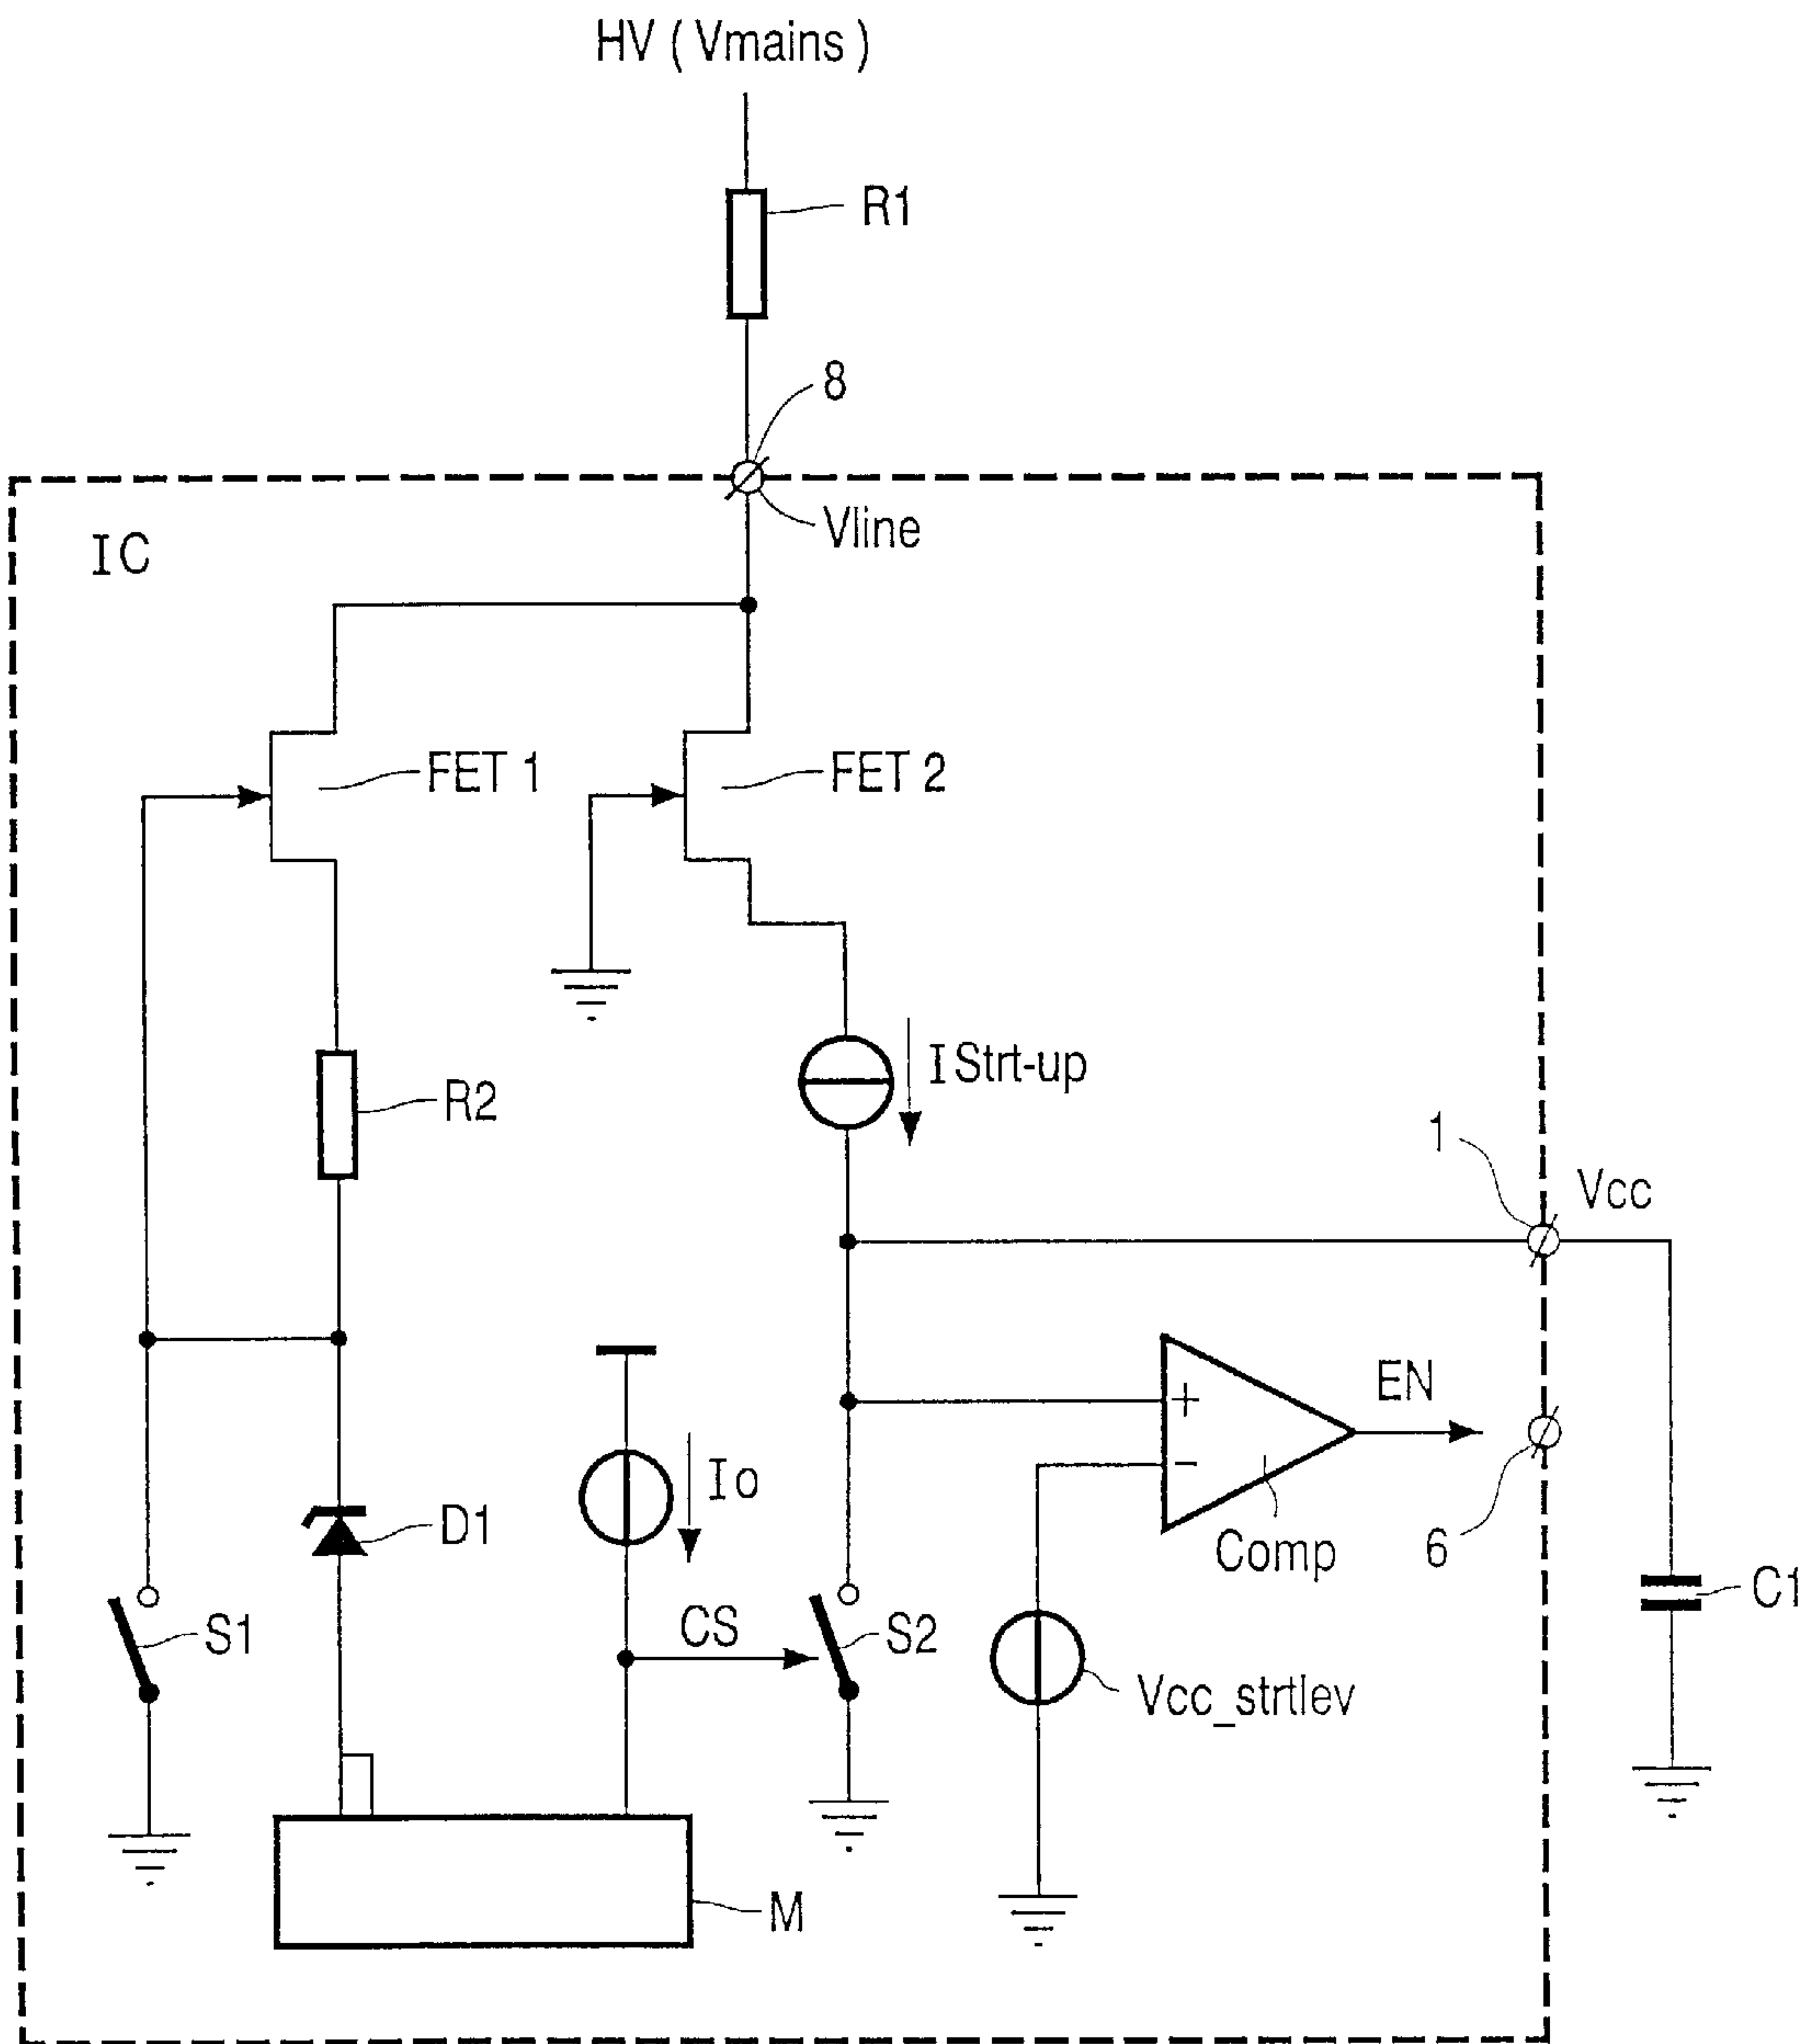 HV ( Vmains )
R1
8
Vline
IC
FET 1
FET 2
I Strt-up
R2
1
Vcc
EN
+
−
Io
D1
Comp
6
C1
CS
S1
S2
Vcc_strtlev
M